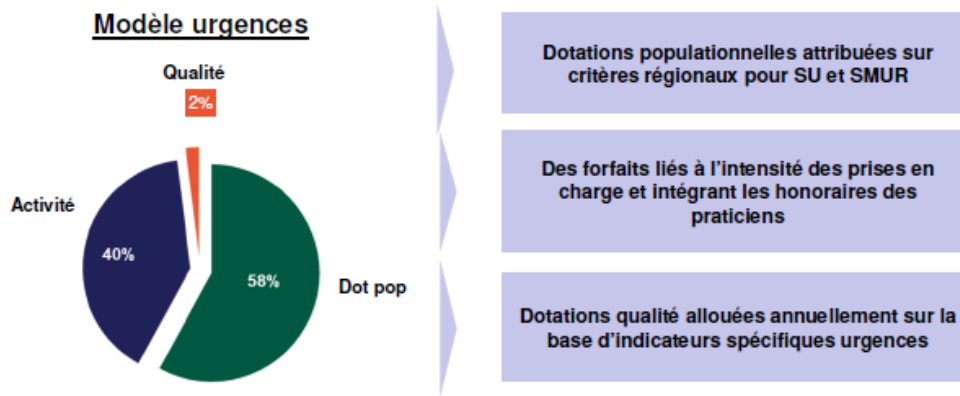 Modèle urgences
Qualité
2%
Activité
40%
58%
Dot pop
Dotations populationnelles attribuées sur
critères régionaux pour SU et SMUR
Des forfaits liés à l'intensité des prises en
charge et intégrant les honoraires des
praticiens
Dotations qualité allouées annuellement sur la
base d'indicateurs spécifiques urgences